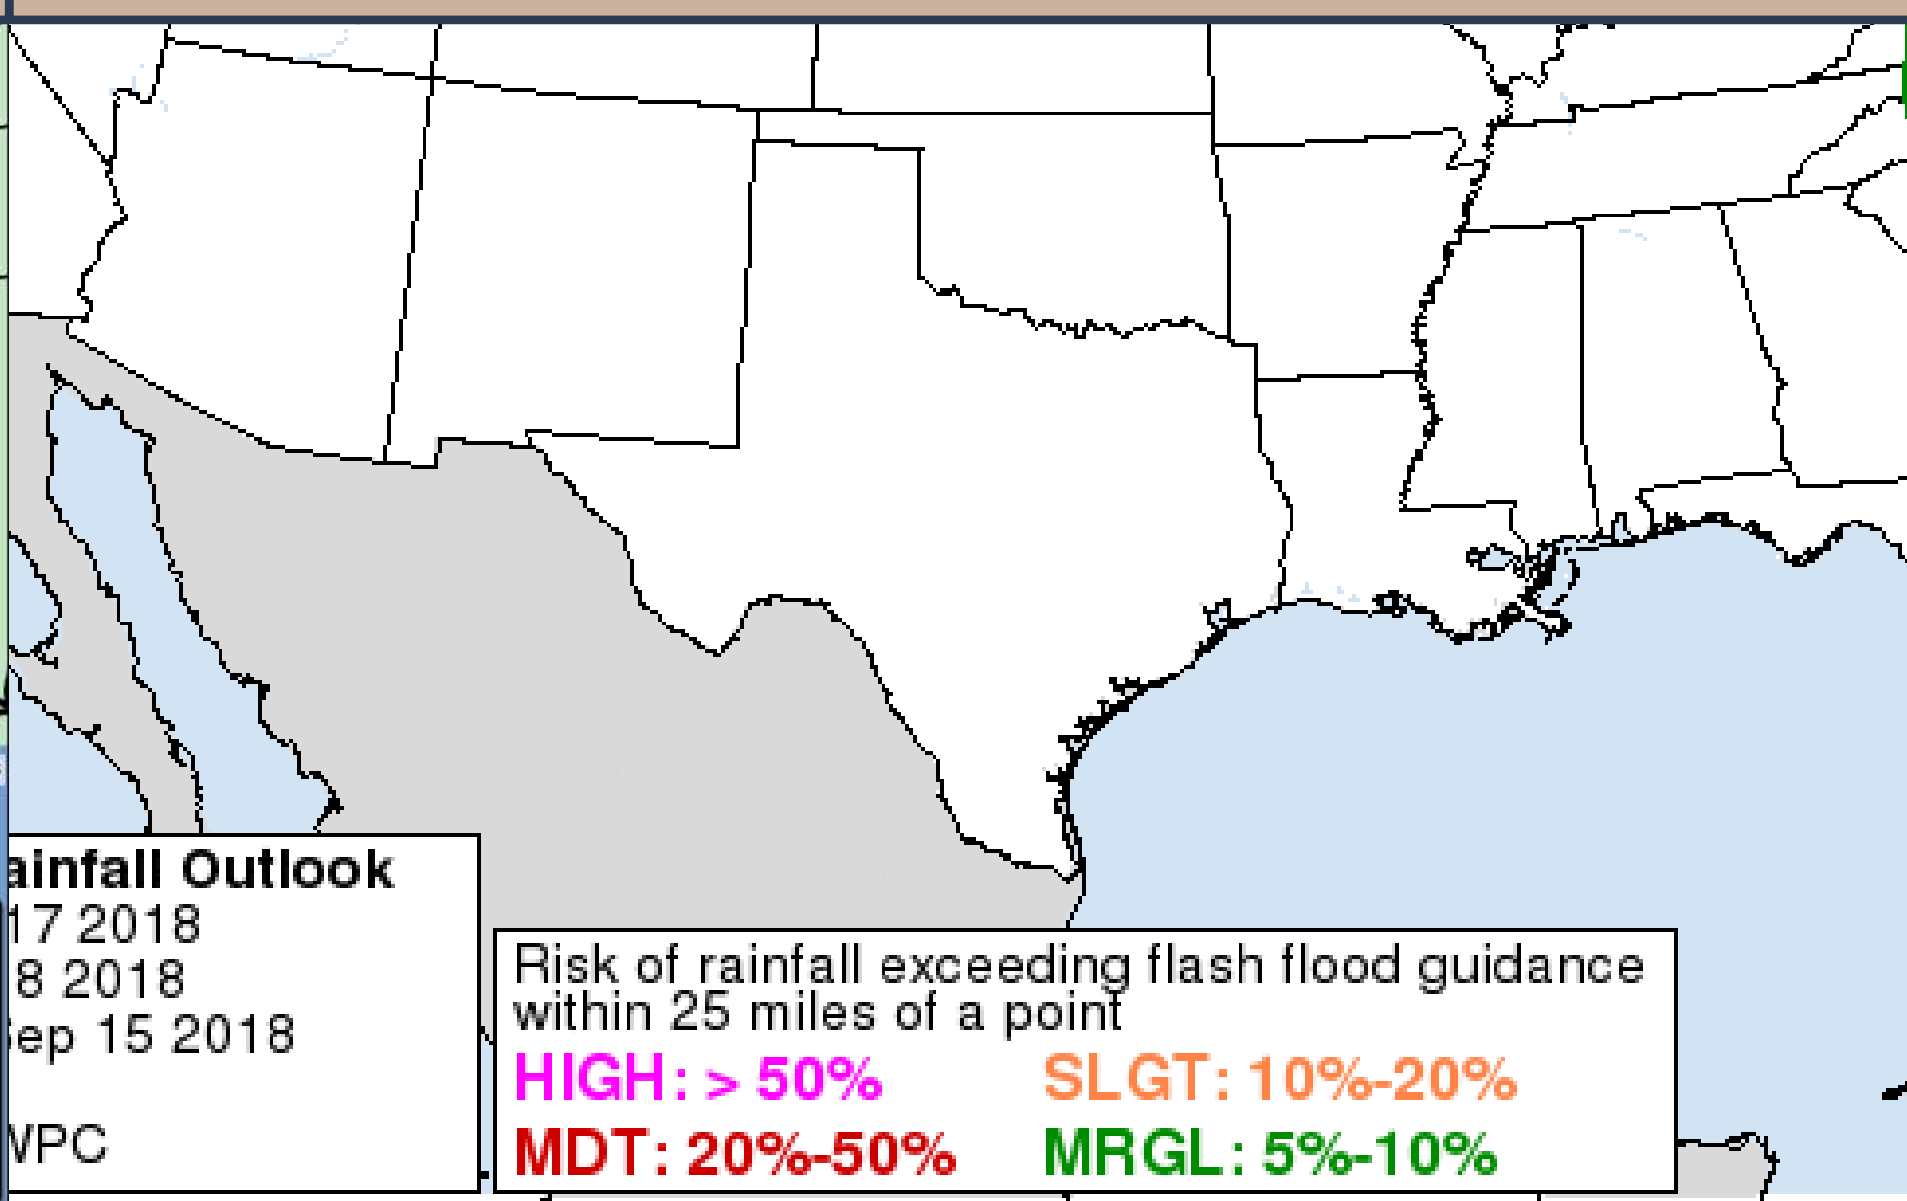 ainfall Outlook
17 2018
8 2018
Sep 15 2018
WPC
Risk of rainfall exceeding flash flood guidance
within 25 miles of a point
HIGH: > 50% SLGT: 10%-20%
MDT: 20%-50% MRGL: 5%-10%